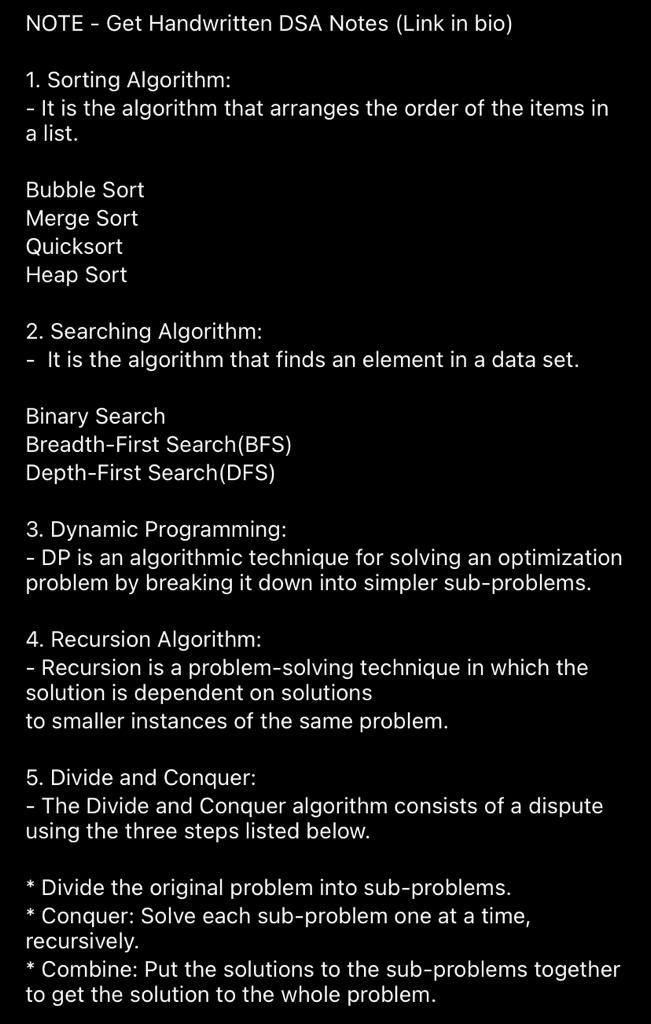 NOTE - Get Handwritten DSA Notes (Link in bio)
1. Sorting Algorithm:
- It is the algorithm that arranges the order of the items in
a list.
Bubble Sort
Merge Sort
Quicksort
Heap Sort
2. Searching Algorithm:
-  It is the algorithm that finds an element in a data set.
Binary Search
Breadth-First Search(BFS)
Depth-First Search(DFS)
3. Dynamic Programming:
- DP is an algorithmic technique for solving an optimization
problem by breaking it down into simpler sub-problems.
4. Recursion Algorithm:
- Recursion is a problem-solving technique in which the
solution is dependent on solutions
to smaller instances of the same problem.
5. Divide and Conquer:
- The Divide and Conquer algorithm consists of a dispute
using the three steps listed below.
* Divide the original problem into sub-problems.
* Conquer: Solve each sub-problem one at a time,
recursively.
* Combine: Put the solutions to the sub-problems together
to get the solution to the whole problem.